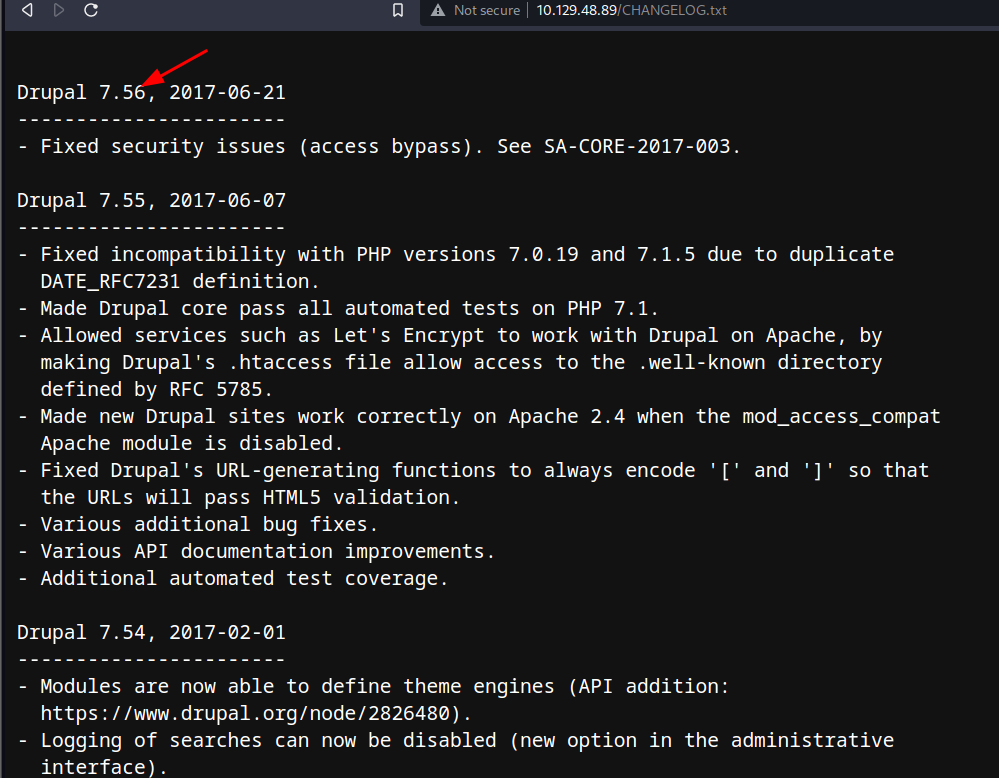 Not secure | 10.129.48.89/CHANGELOG.txt
Drupal 7.56, 2017-06-21
-----------------------
- Fixed security issues (access bypass). See SA-CORE-2017-003.
Drupal 7.55, 2017-06-07
-----------------------
- Fixed incompatibility with PHP versions 7.0.19 and 7.1.5 due to duplicate
DATE_RFC7231 definition.
- Made Drupal core pass all automated tests on PHP 7.1.
- Allowed services such as Let's Encrypt to work with Drupal on Apache, by
making Drupal's .htaccess file allow access to the .well-known directory
defined by RFC 5785.
- Made new Drupal sites work correctly on Apache 2.4 when the mod_access_compat
Apache module is disabled.
- Fixed Drupal's URL-generating functions to always encode '[' and ']' so that
the URLs will pass HTML5 validation.
- Various additional bug fixes.
- Various API documentation improvements.
- Additional automated test coverage.
Drupal 7.54, 2017-02-01
-----------------------
- Modules are now able to define theme engines (API addition:
https://www.drupal.org/node/2826480).
- Logging of searches can now be disabled (new option in the administrative
interface).